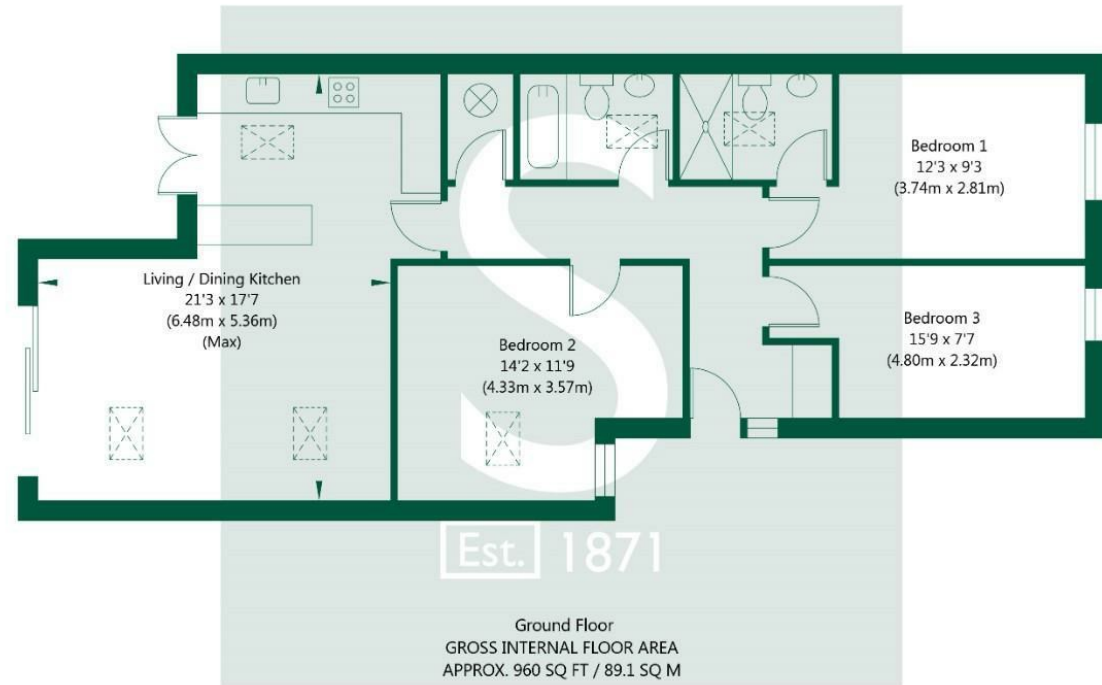 Bedroom 1
12'3 x 9'3
(3.74m x 2.81m)
Living / Dining Kitchen
21'3 x 17'7
(6.48m x 5.36m)
(Max)
Bedroom 2
14'2 x 11'9
(4.33m x 3.57m)
Bedroom 3
15'9 x 7'7
(4.80m x 2.32m)
S
Est. 1871
Ground Floor
GROSS INTERNAL FLOOR AREA
APPROX. 960 SQ FT / 89.1 SQ M